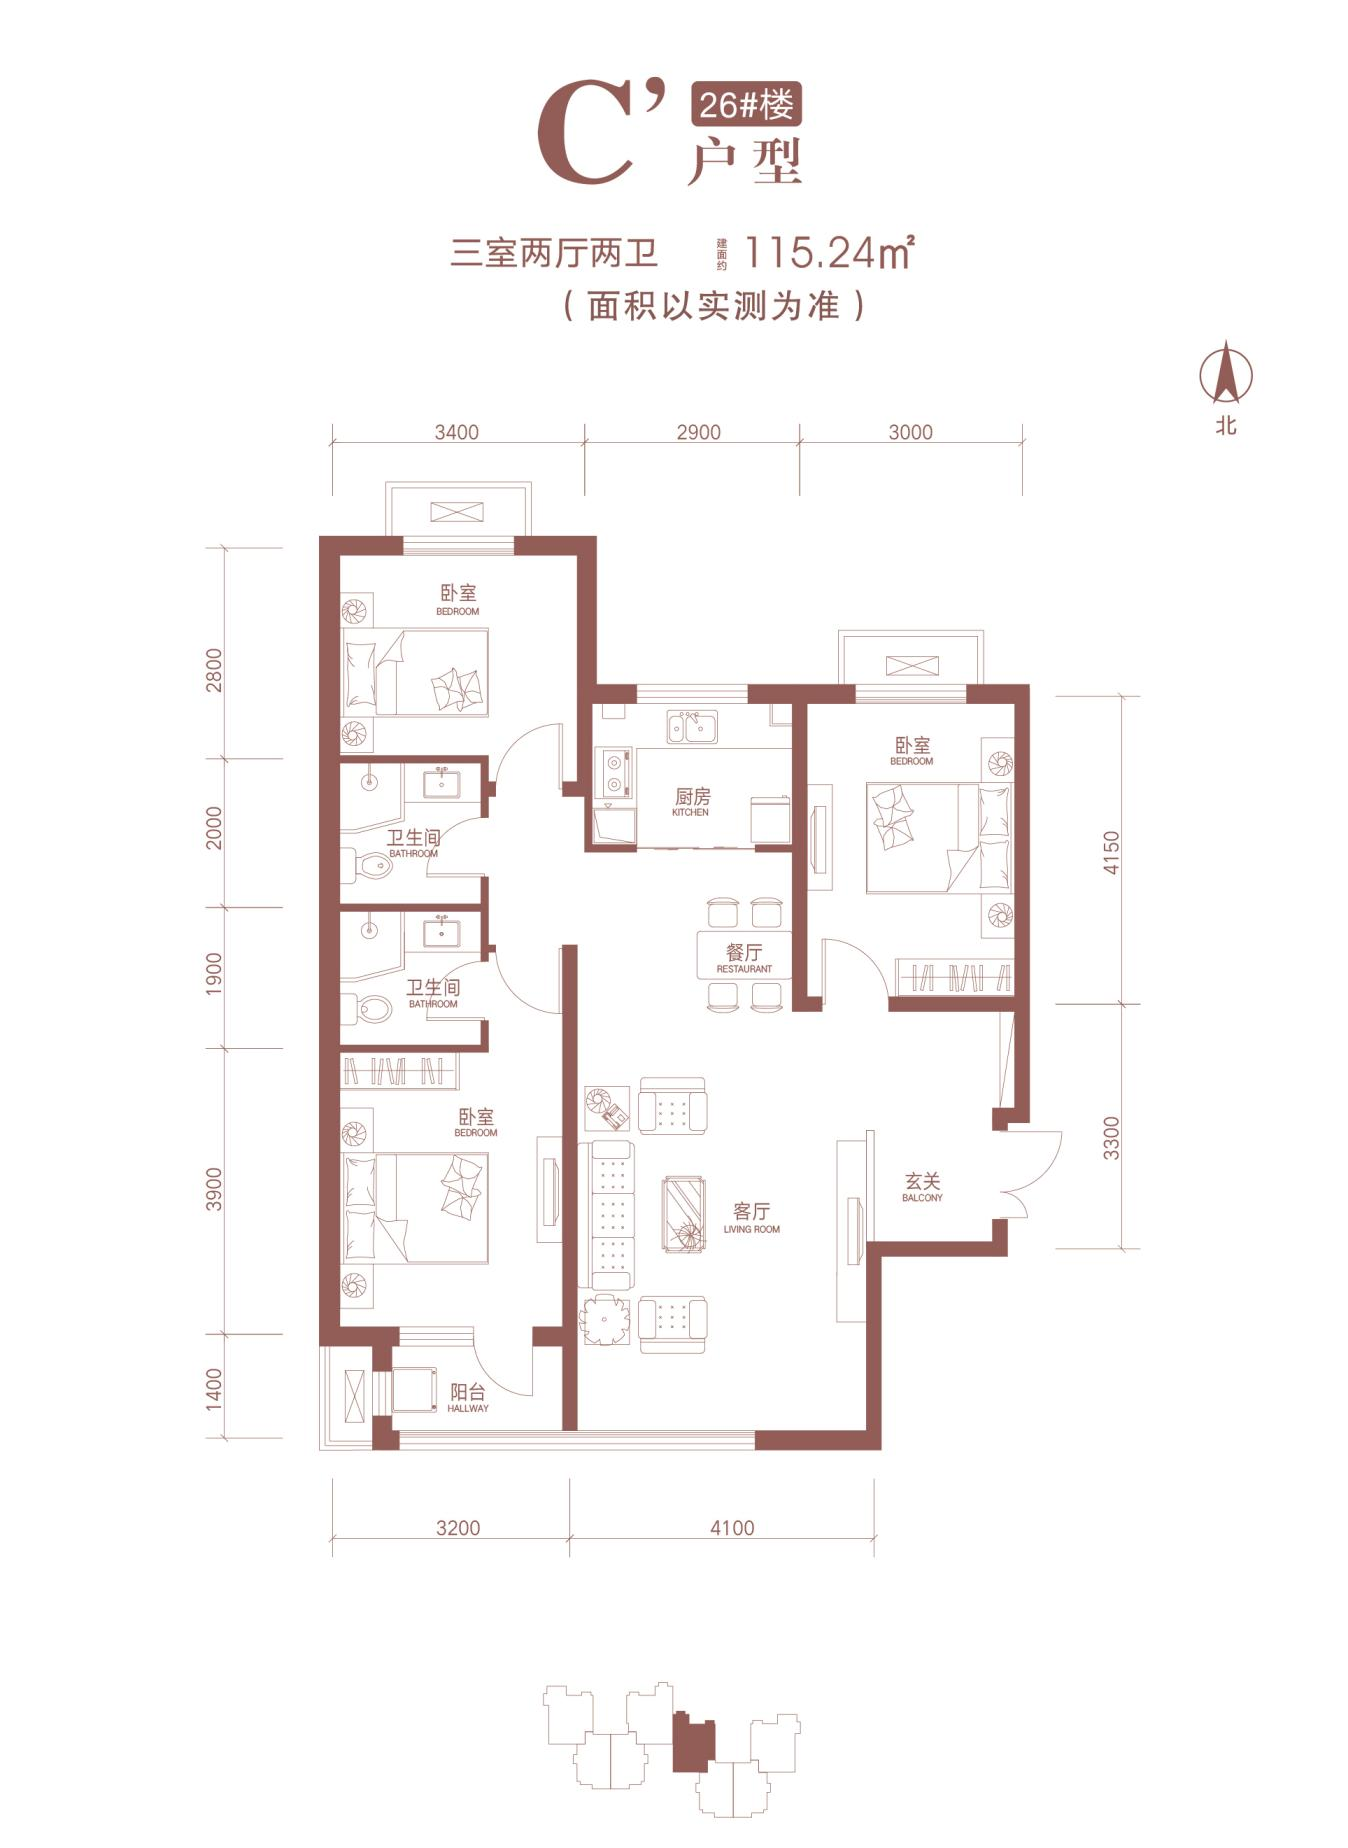 C’ 26#楼
户型
三室两厅两卫 建面约 115.24㎡
（面积以实测为准）
北
3400 2900 3000
2800
2000
1900
3900
1400
4150
3300
卧室
BEDROOM
卧室
BEDROOM
厨房
KITCHEN
卫生间
BATHROOM
餐厅
RESTAURANT
卫生间
BATHROOM
卧室
BEDROOM
玄关
BALCONY
客厅
LIVING ROOM
阳台
HALLWAY
3200 4100